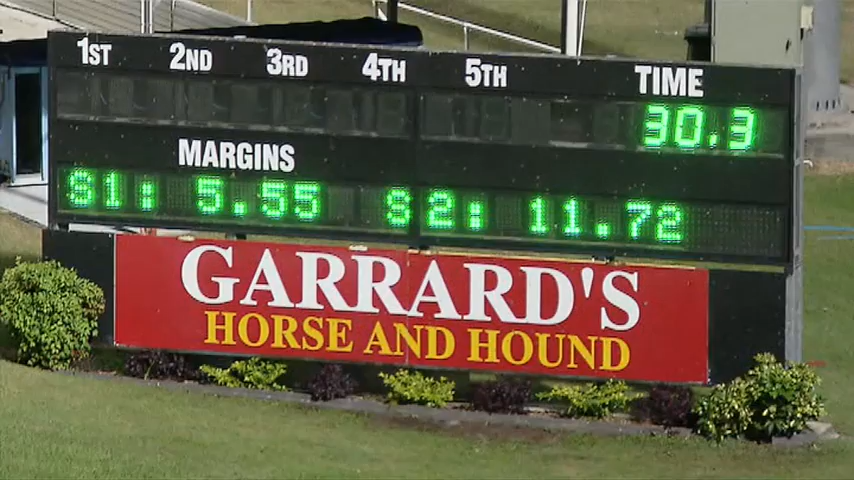 1ST 2ND 3RD 4TH 5TH TIME
30.3
MARGINS
S1: 5.55 S2: 11.72
GARRARD'S
HORSE AND HOUND